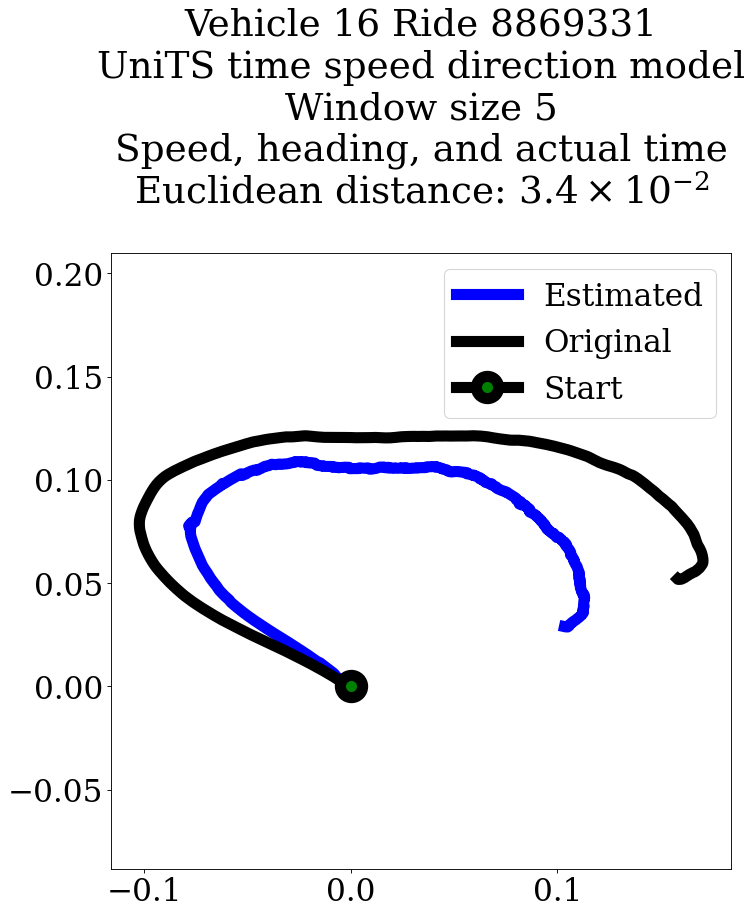 Vehicle 16 Ride 8869331
UniTS time speed direction model
Window size 5
Speed, heading, and actual time
Euclidean distance: 3.4 × 10⁻²
Estimated
Original
Start
0.20
0.15
0.10
0.05
0.00
−0.05
−0.1
0.0
0.1